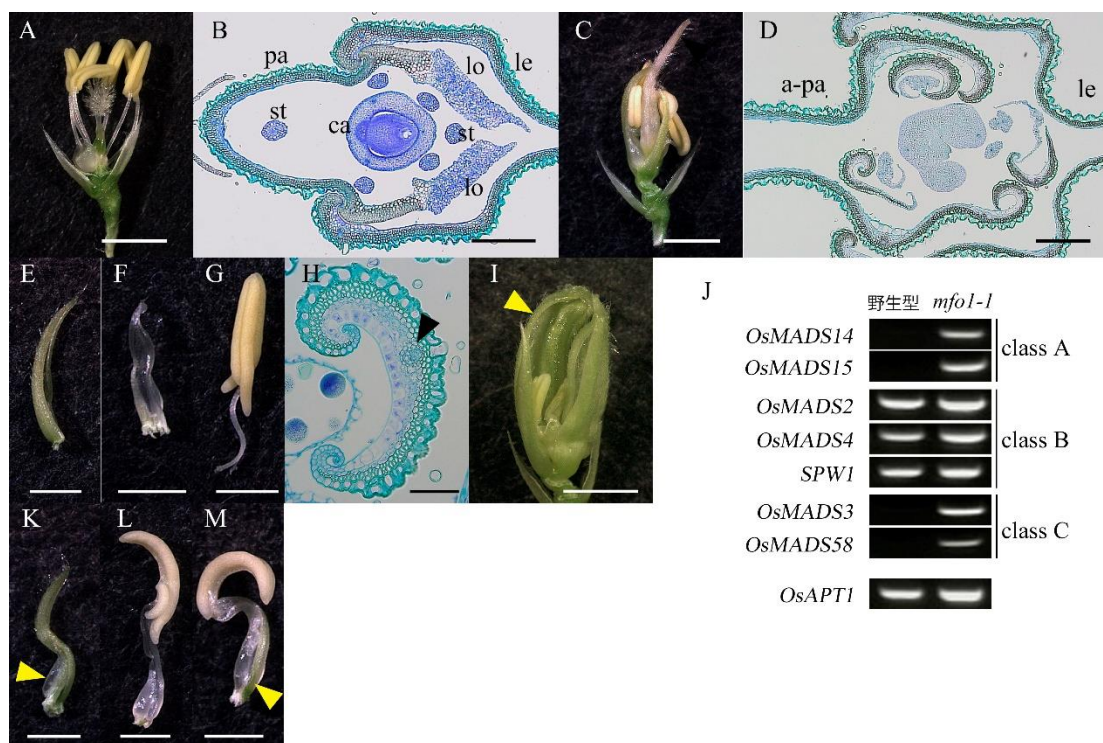 A
B
pa
lo
le
st
ca
st
lo
C
D
a-pa
le
E
F
G
H
I
J
野生型 mfo1-1
OsMADS14
OsMADS15
class A
OsMADS2
OsMADS4
SPW1
class B
OsMADS3
OsMADS58
class C
OsAPT1
K
L
M